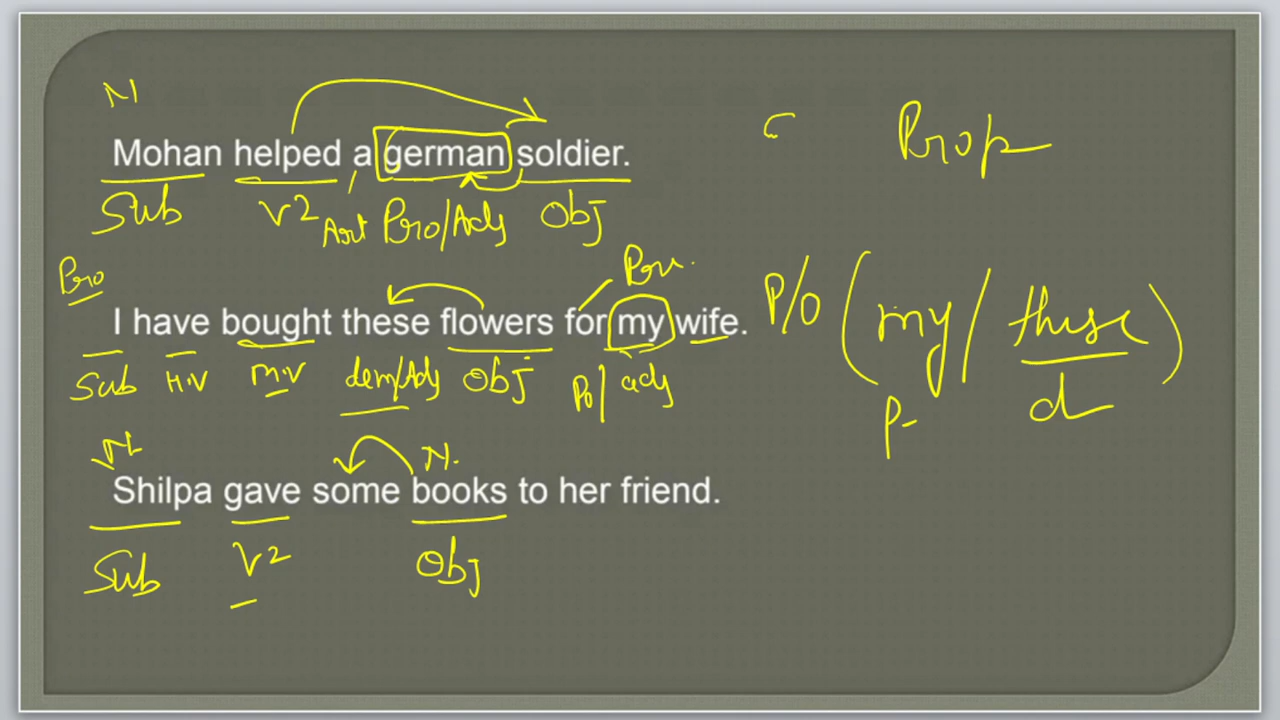 N
Mohan helped a german soldier.
Sub V2 Art Pro/Adj Obj
Prop
Pro
I have bought these flowers for my wife.
Sub H.V M.V dem/Adj Obj Po/adj
P/O (my / these)
P- d
N N.
Shilpa gave some books to her friend.
Sub V2 Obj